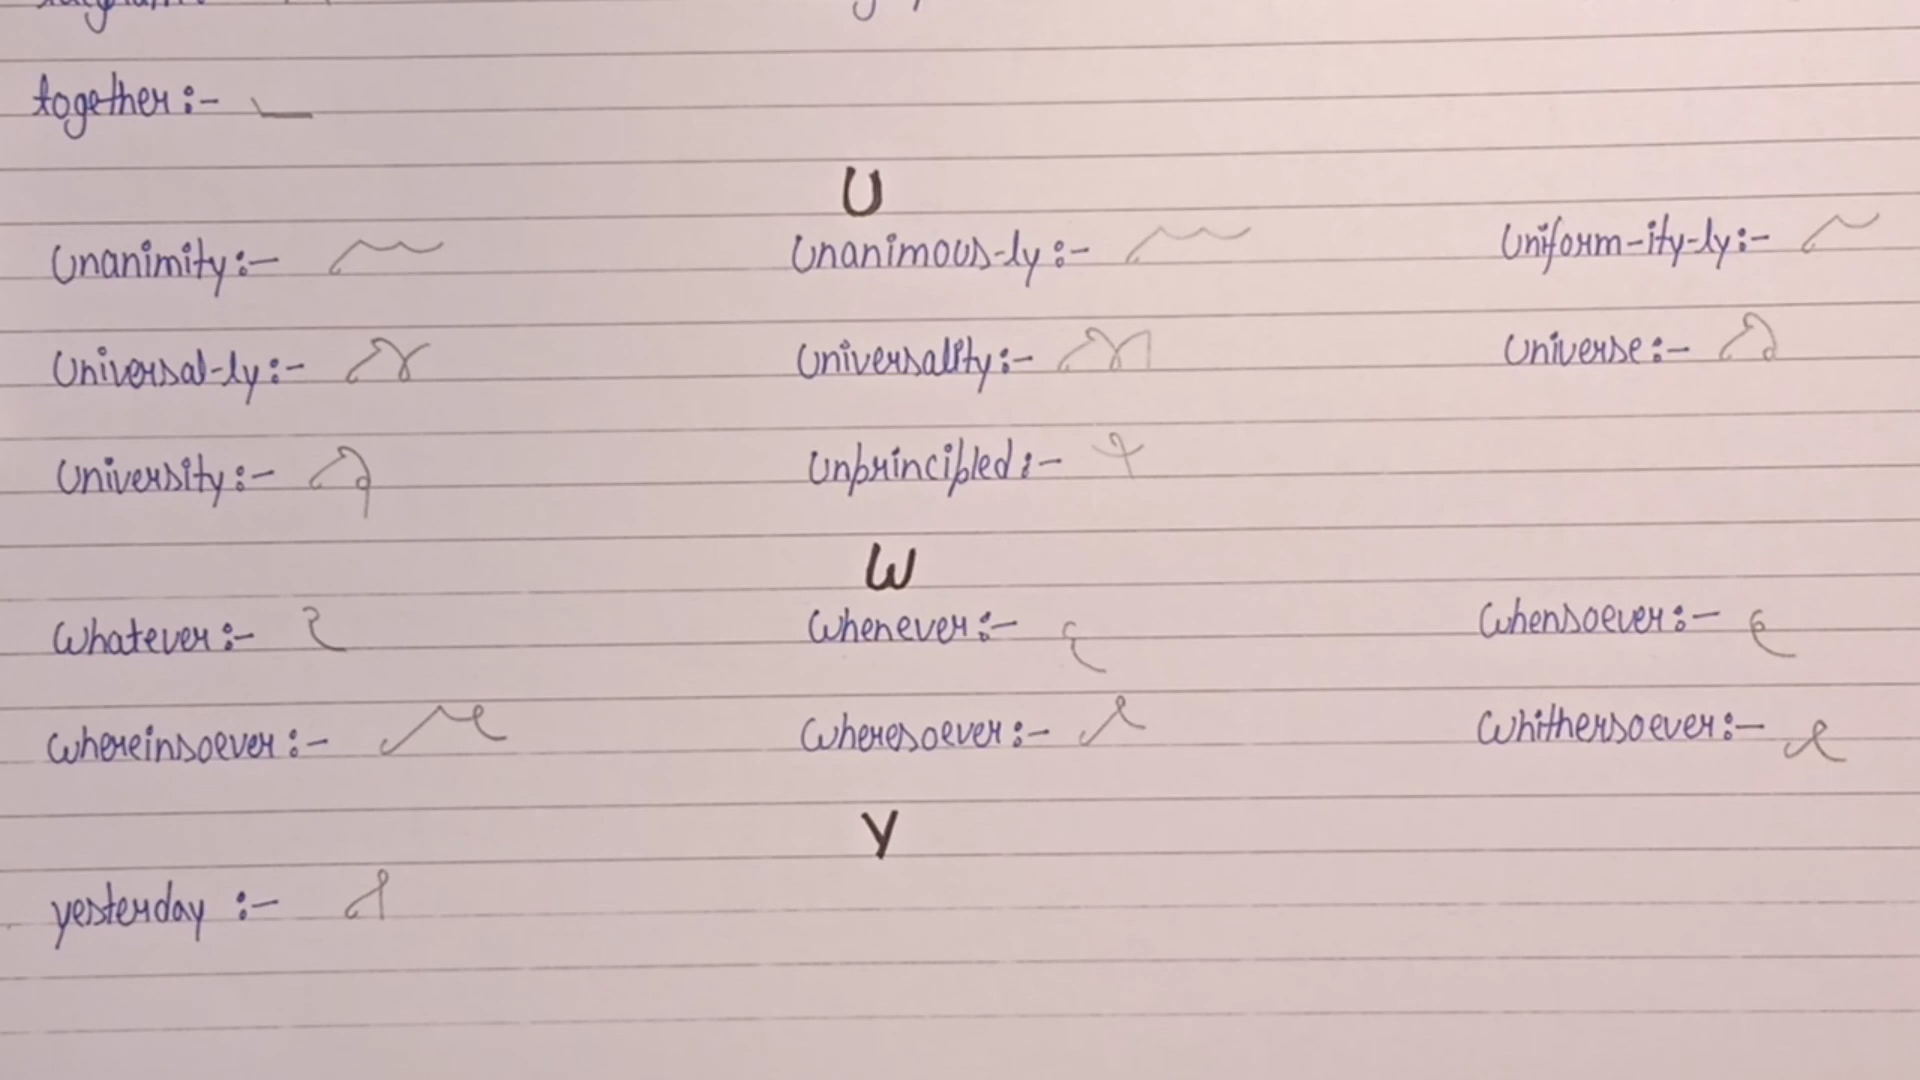 together:-
U
Unanimity:- Unanimous-ly:- Uniform-ity-ly:-
Universal-ly:- Universality:- Universe:-
University:- Unprincipled:-
W
Whatever:- Whenever:- Whensoever:-
Whereinsoever:- Wheresoever:- Whithersoever:-
Y
yesterday :-